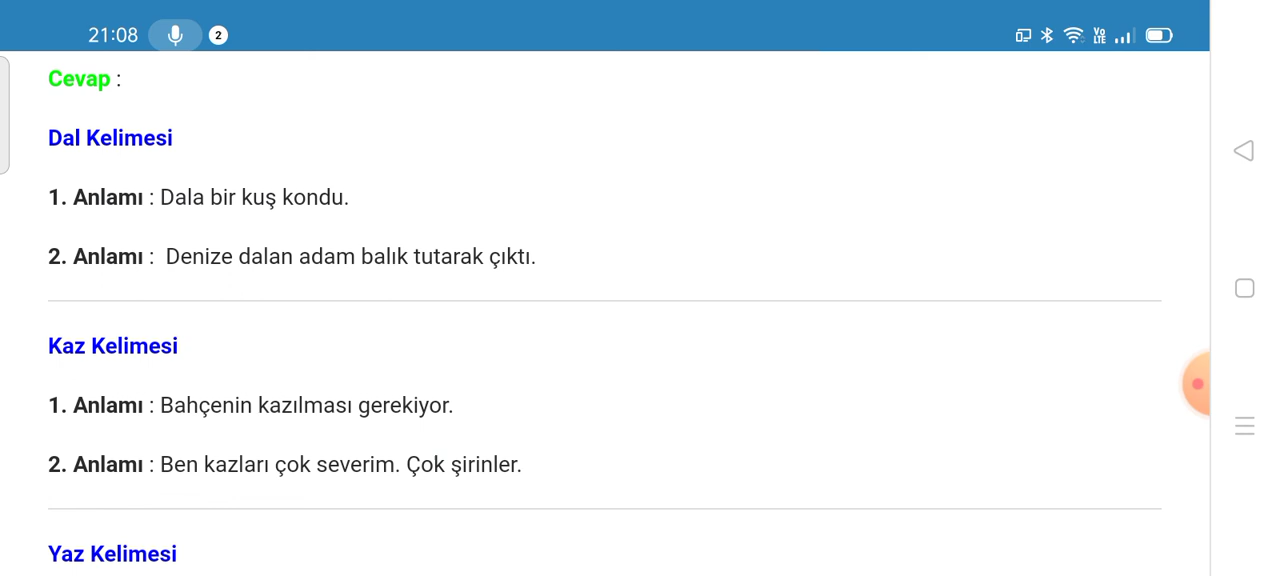 21:08
2
Cevap :
Dal Kelimesi
1. Anlamı : Dala bir kuş kondu.
2. Anlamı :  Denize dalan adam balık tutarak çıktı.
Kaz Kelimesi
1. Anlamı : Bahçenin kazılması gerekiyor.
2. Anlamı : Ben kazları çok severim. Çok şirinler.
Yaz Kelimesi